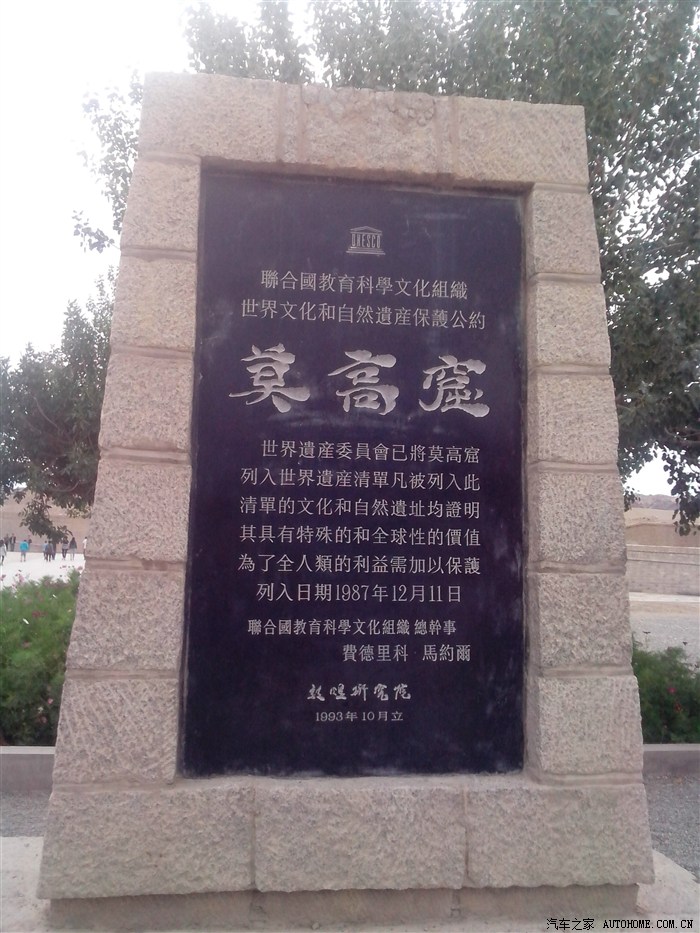 UNESCO
聯合國教育科學文化組織
世界文化和自然遺産保護公約
莫高窟
世界遺産委員會已將莫高窟
列入世界遺産清單凡被列入此
清單的文化和自然遺址均證明
其具有特殊的和全球性的價值
為了全人類的利益需加以保護
列入日期1987年12月11日
聯合國教育科學文化組織 總幹事
費德里科·馬約爾
敦煌研究院
1993年10月立
汽车之家 AUTOHOME.COM.CN